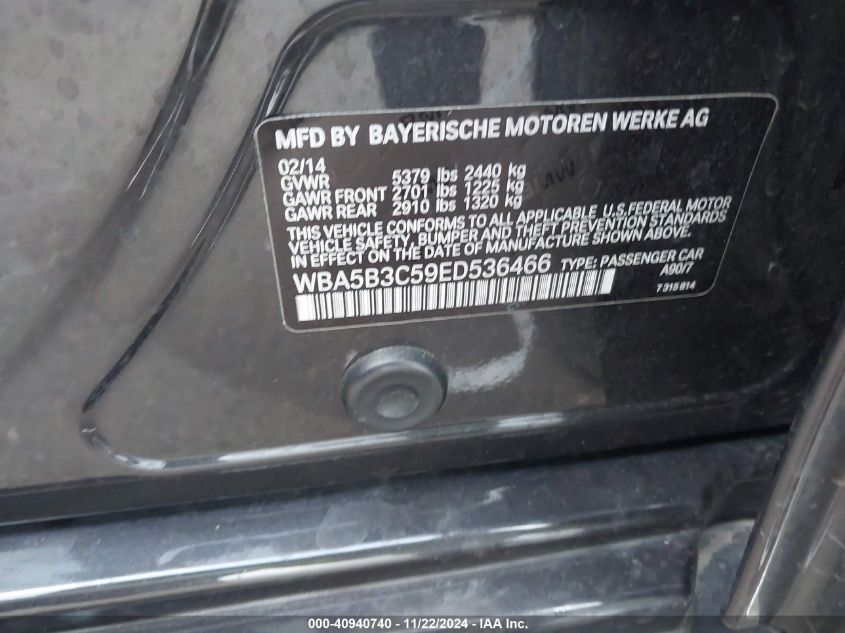 MFD BY BAYERISCHE MOTOREN WERKE AG
02/14
GVWR 5379 lbs 2440 kg
GAWR FRONT 2701 lbs 1225 kg
GAWR REAR 2910 lbs 1320 kg
THIS VEHICLE CONFORMS TO ALL APPLICABLE U.S.FEDERAL MOTOR
VEHICLE SAFETY, BUMPER AND THEFT PREVENTION STANDARDS
IN EFFECT ON THE DATE OF MANUFACTURE SHOWN ABOVE.
WBA5B3C59ED536466 TYPE: PASSENGER CAR
A90/7
7315814
000-40940740 - 11/22/2024 - IAA Inc.